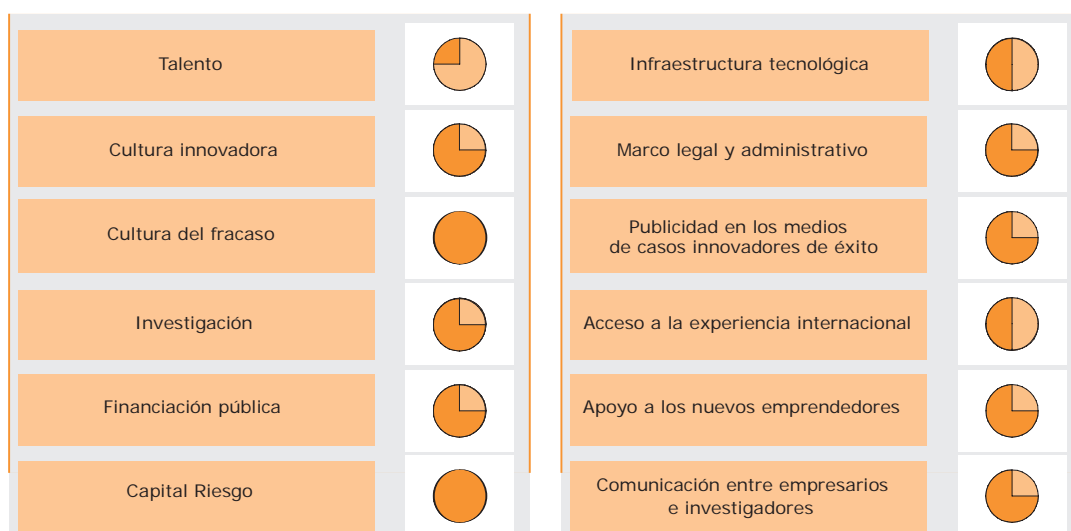 Talento
Cultura innovadora
Cultura del fracaso
Investigación
Financiación pública
Capital Riesgo
Infraestructura tecnológica
Marco legal y administrativo
Publicidad en los medios
de casos innovadores de éxito
Acceso a la experiencia internacional
Apoyo a los nuevos emprendedores
Comunicación entre empresarios
e investigadores